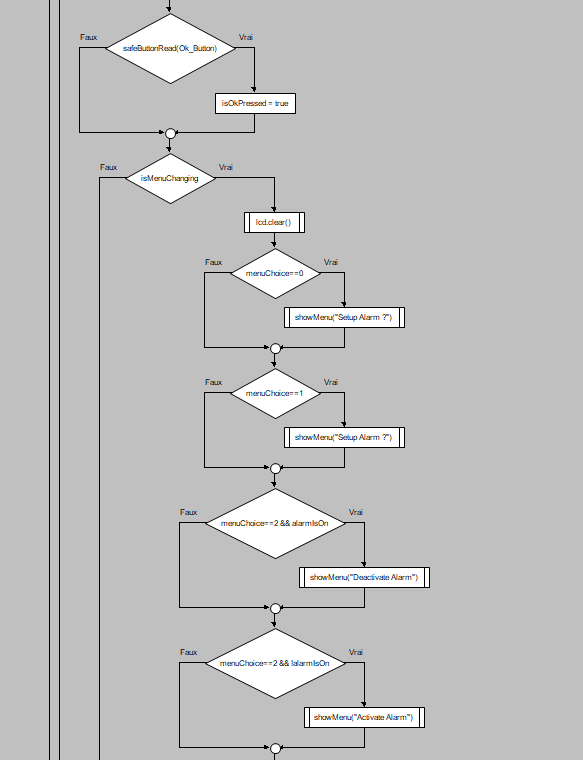 Faux
Vrai
safeButtonRead(Ok_Button)
isOkPressed = true
Faux
Vrai
isMenuChanging
lcd.clear()
Faux
Vrai
menuChoice==0
showMenu("Setup Alarm ?")
Faux
Vrai
menuChoice==1
showMenu("Setup Alarm ?")
Faux
Vrai
menuChoice==2 && alarmIsOn
showMenu("Deactivate Alarm")
Faux
Vrai
menuChoice==2 && !alarmIsOn
showMenu("Activate Alarm")